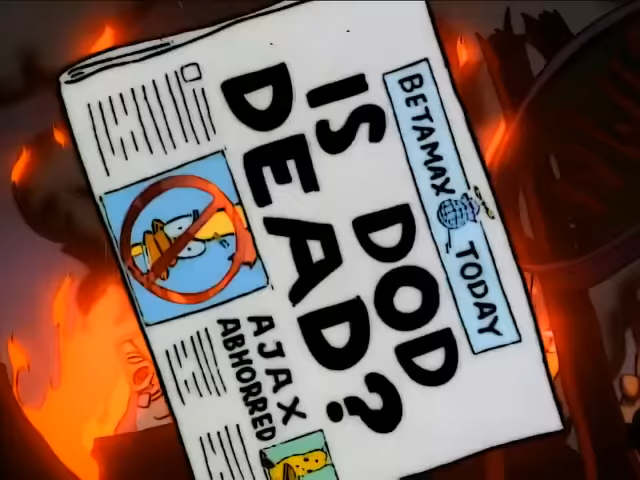 BETAMAX TODAY
IS DOD
DEAD?
AJAX
ABHORRED